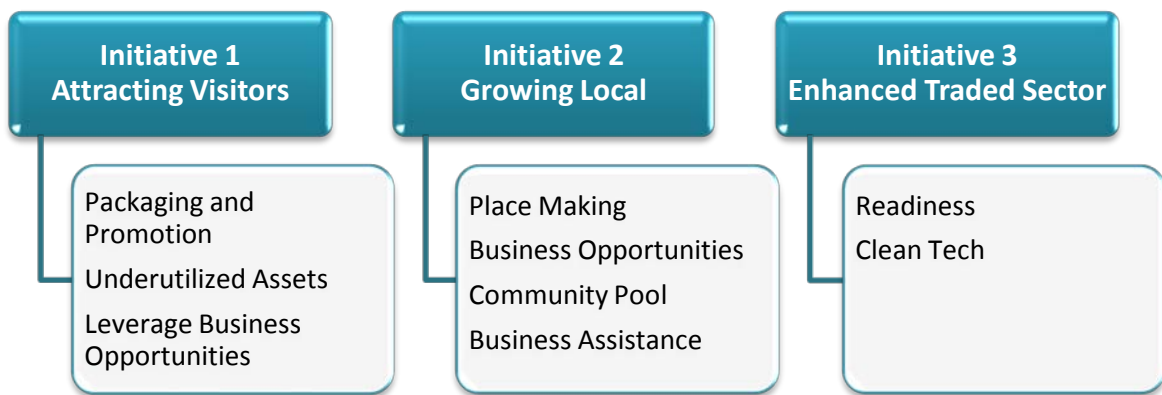 Initiative 1
Attracting Visitors
Packaging and
Promotion
Underutilized Assets
Leverage Business
Opportunities
Initiative 2
Growing Local
Place Making
Business Opportunities
Community Pool
Business Assistance
Initiative 3
Enhanced Traded Sector
Readiness
Clean Tech